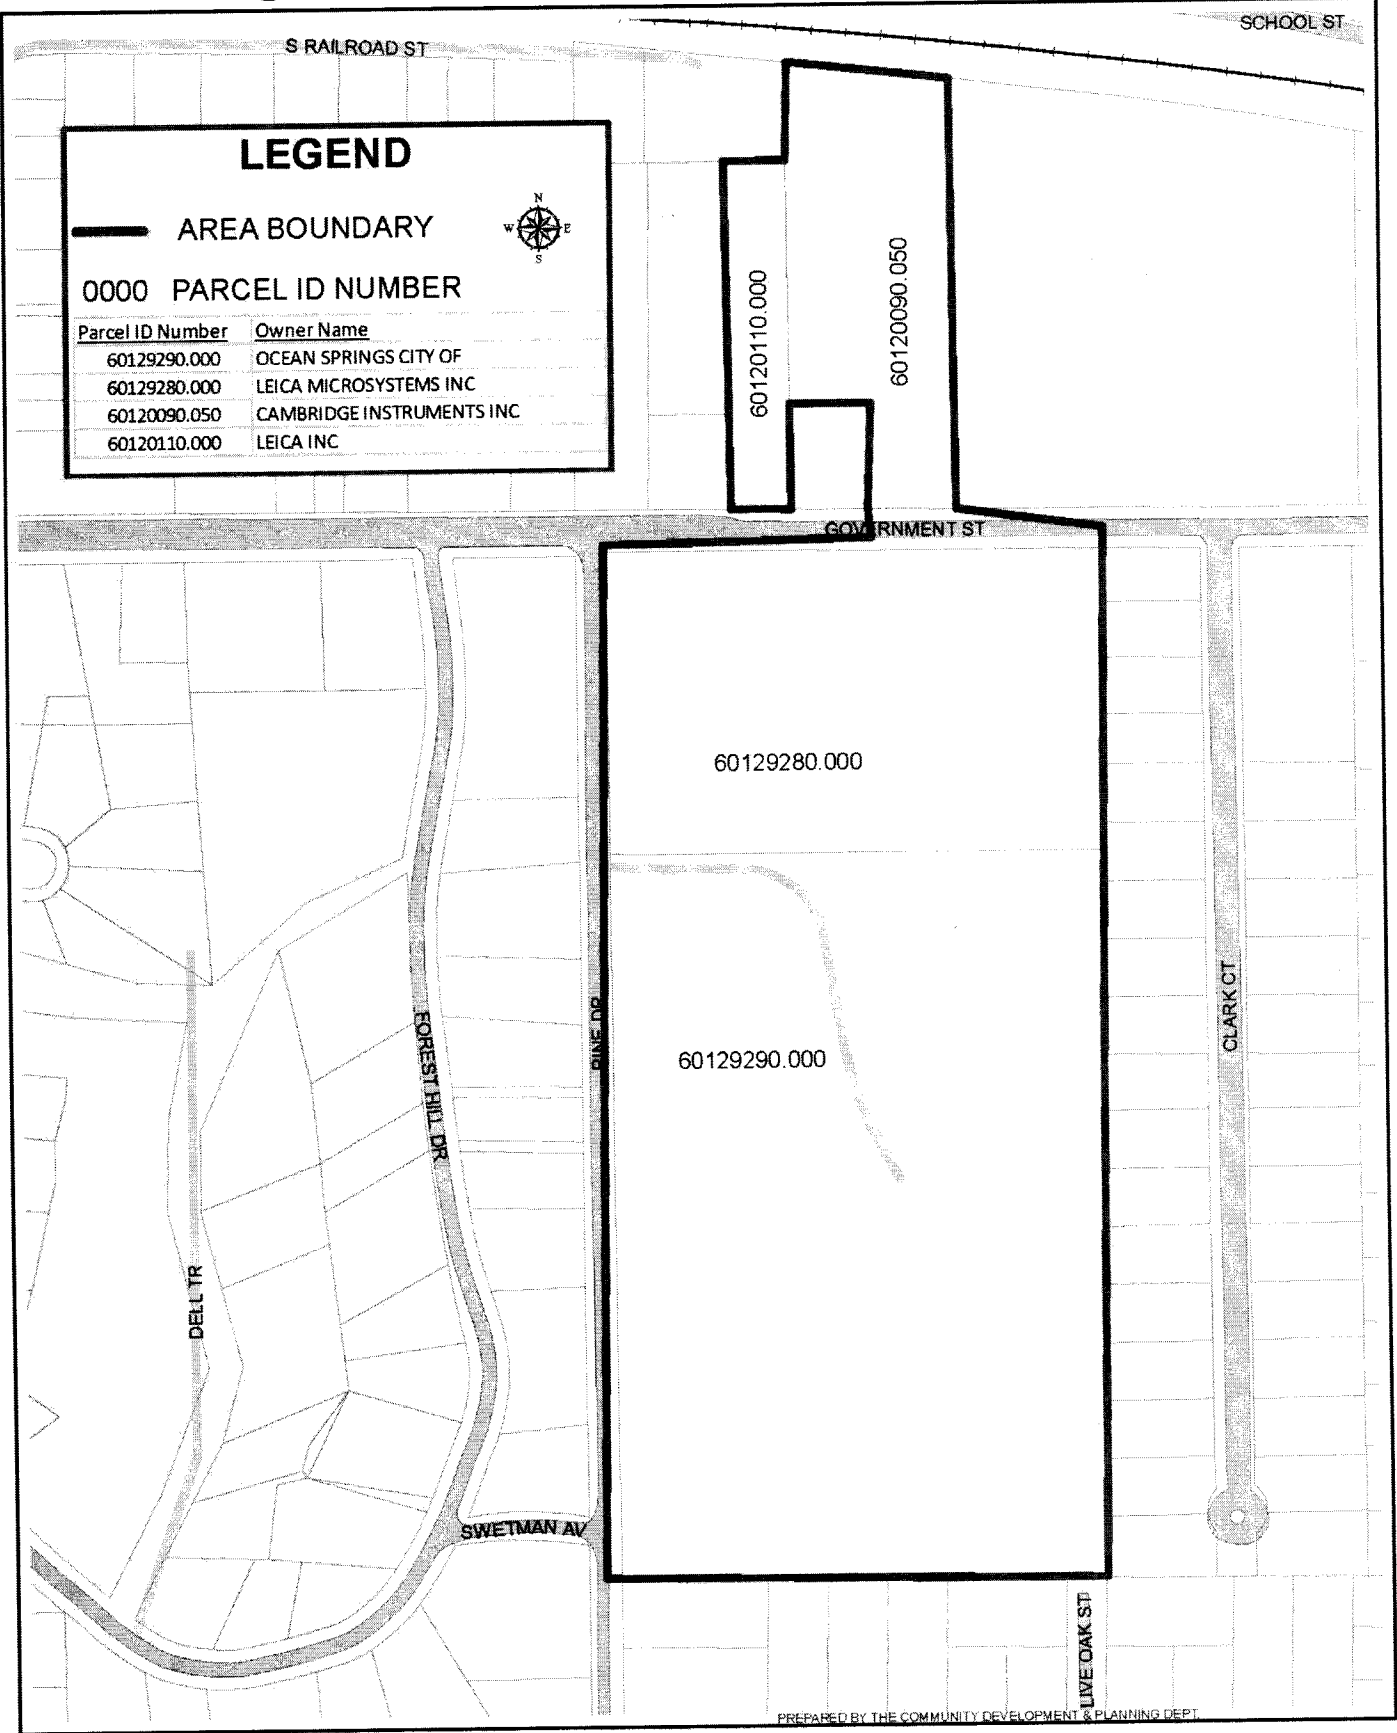 SCHOOL ST
S RAILROAD ST
LEGEND
AREA BOUNDARY
N
W E
S
0000 PARCEL ID NUMBER
Parcel ID Number Owner Name
60129290.000 OCEAN SPRINGS CITY OF
60129280.000 LEICA MICROSYSTEMS INC
60120090.050 CAMBRIDGE INSTRUMENTS INC
60120110.000 LEICA INC
60120110.000
60120090.050
GOVERNMENT ST
60129280.000
60129290.000
PINE DR
FOREST HILL DR
CLARK CT
DELL TR
SWETMAN AV
LIVE OAK ST
PREPARED BY THE COMMUNITY DEVELOPMENT & PLANNING DEPT.